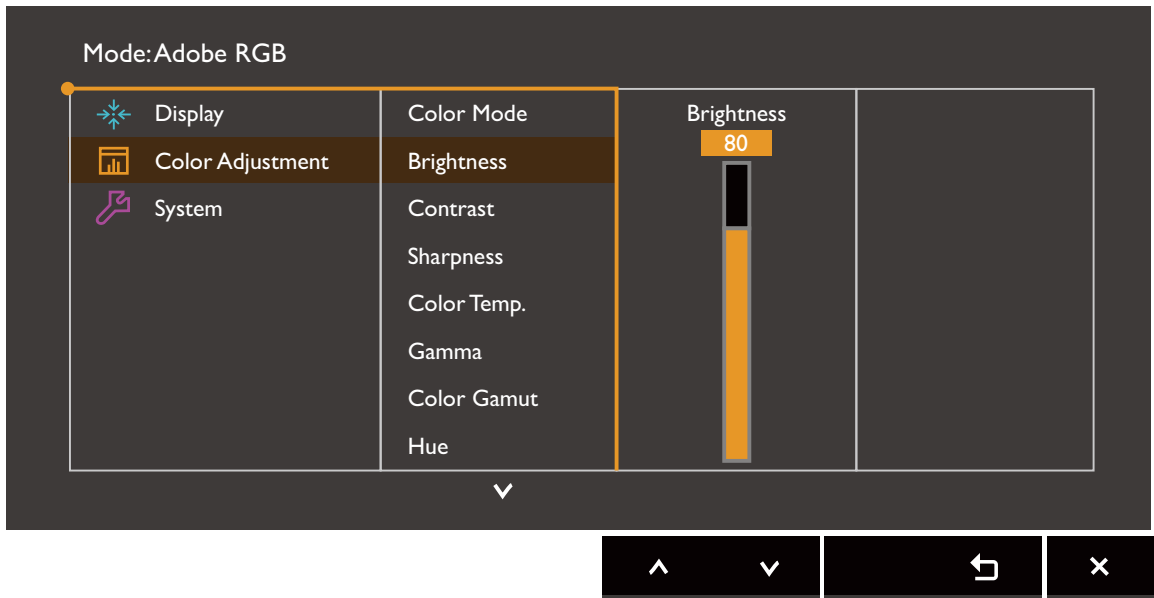 Mode: Adobe RGB
Display
Color Adjustment
System
Color Mode
Brightness
Contrast
Sharpness
Color Temp.
Gamma
Color Gamut
Hue
Brightness
80